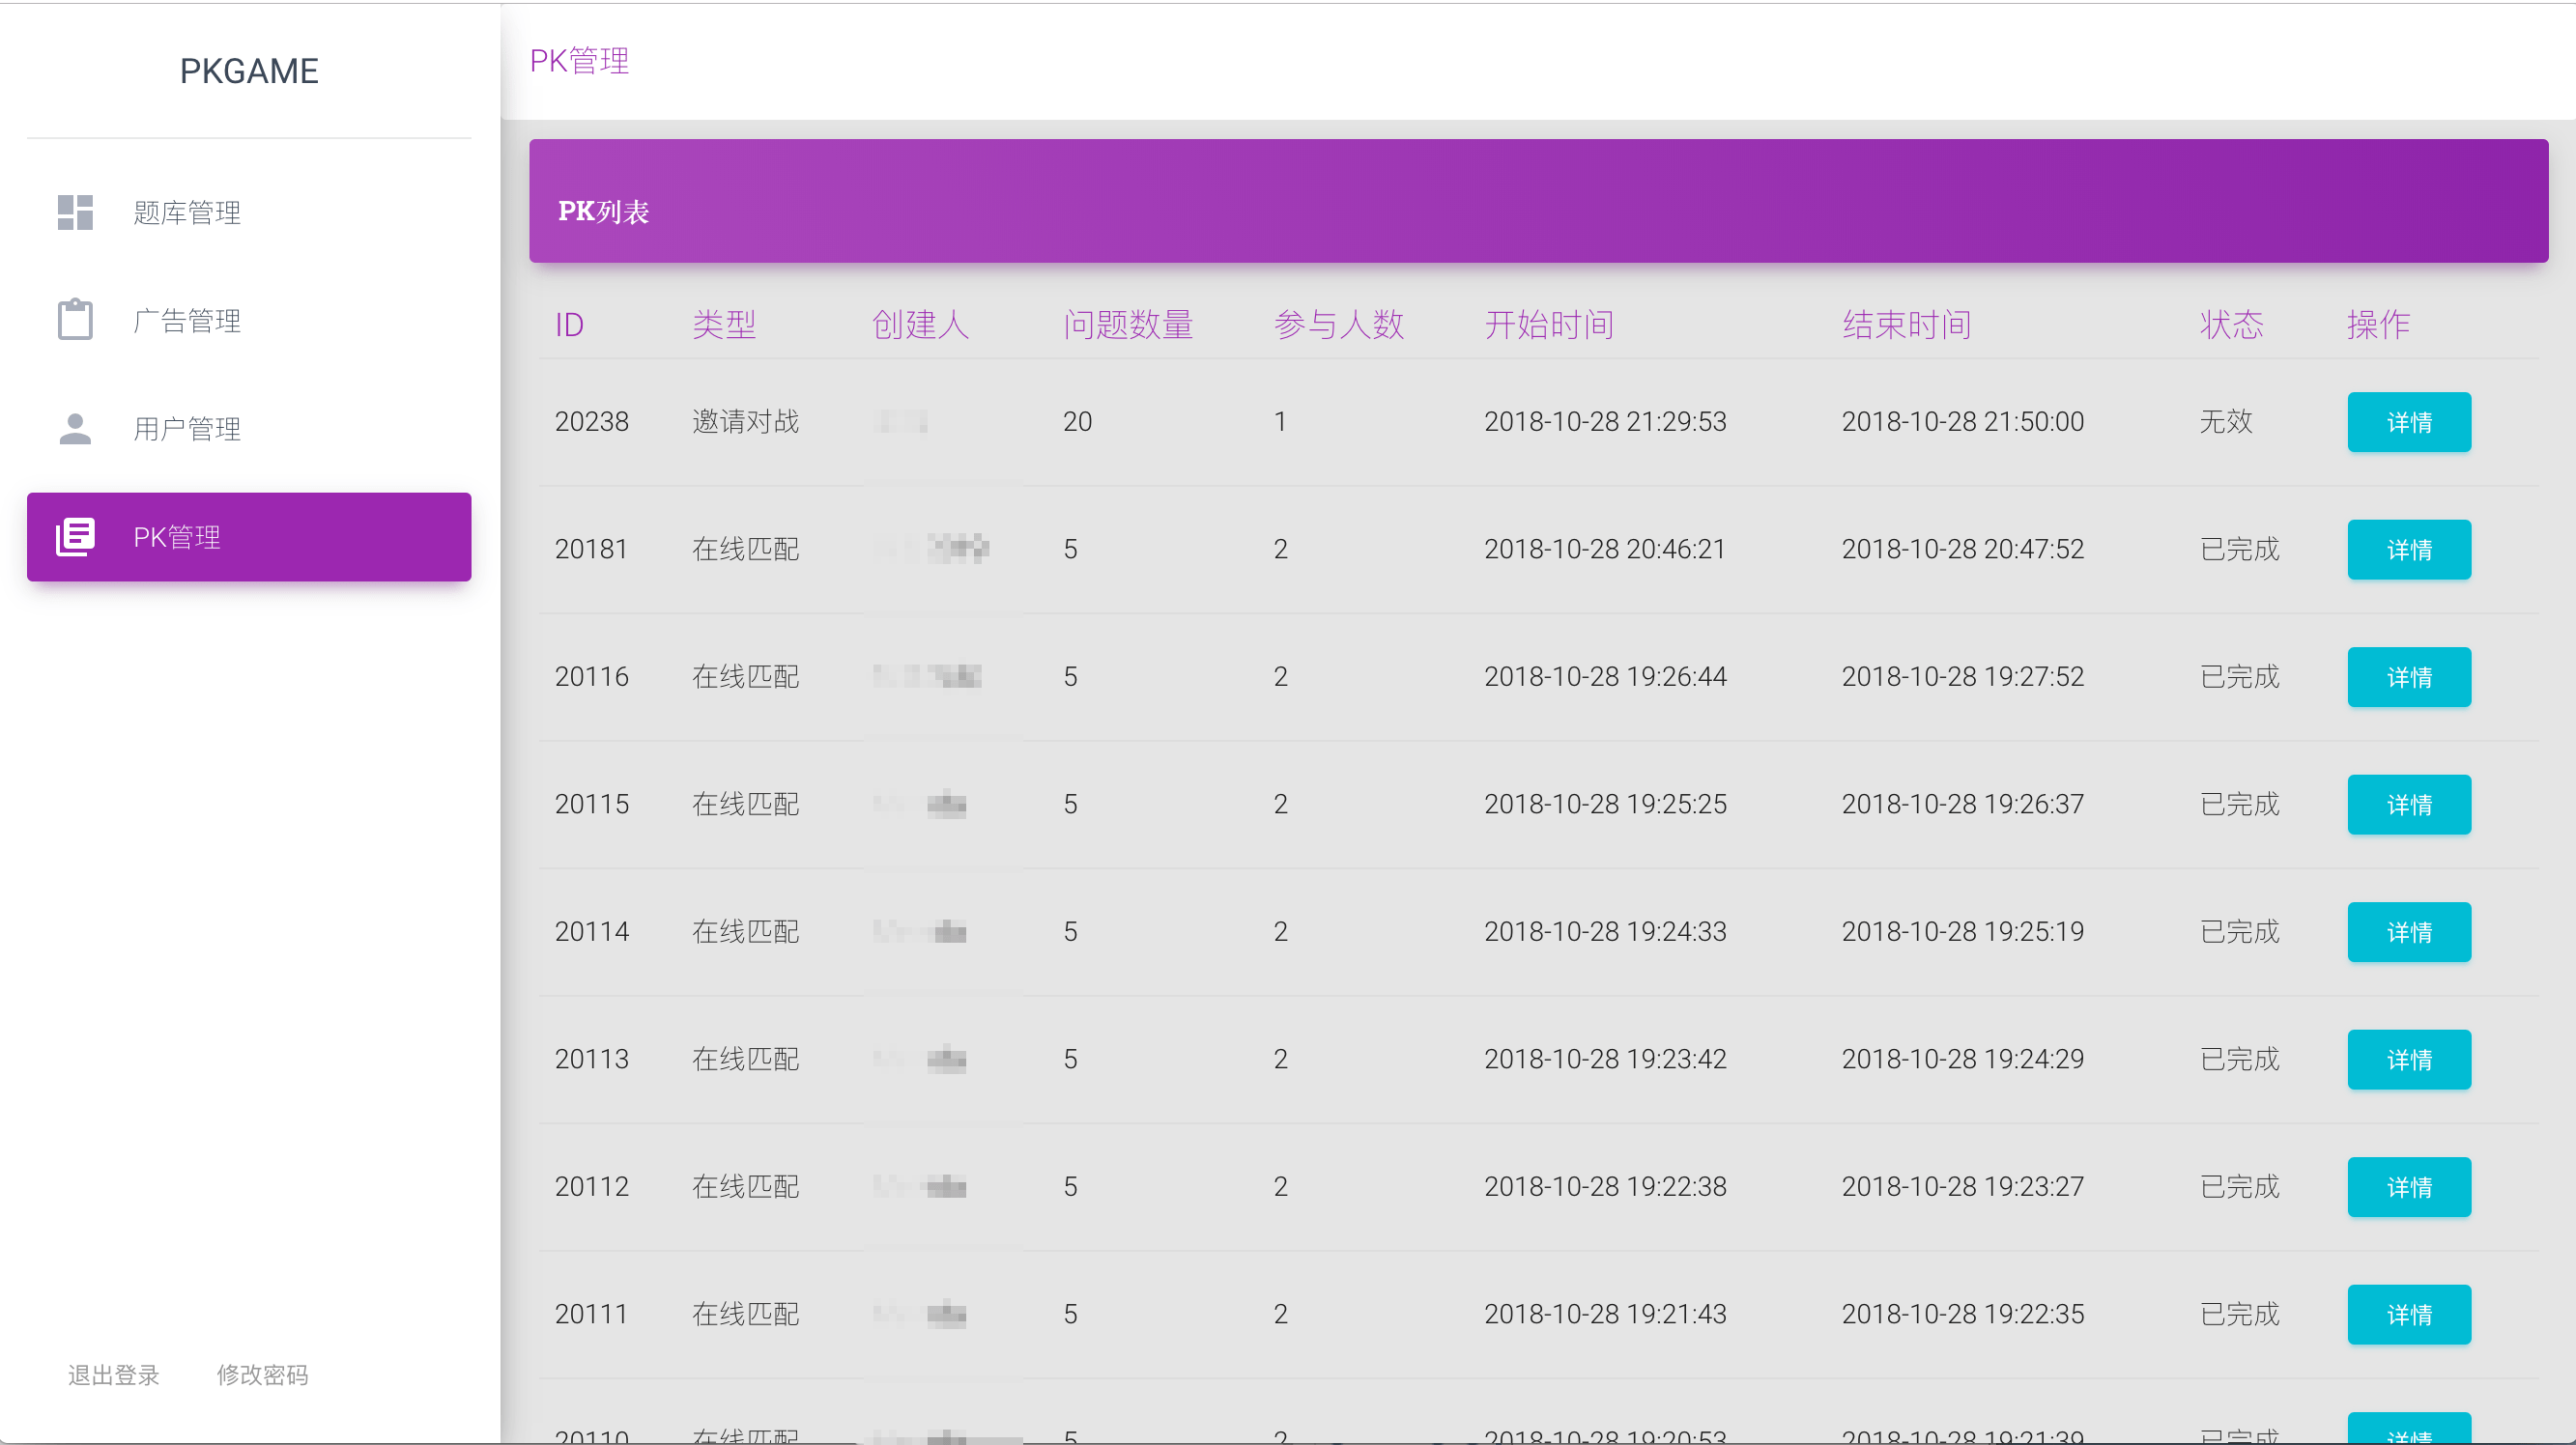 PKGAME
题库管理
广告管理
用户管理
PK管理
退出登录 修改密码
PK管理
PK列表
ID 类型 创建人 问题数量 参与人数 开始时间 结束时间 状态 操作
20238 邀请对战 20 1 2018-10-28 21:29:53 2018-10-28 21:50:00 无效 详情
20181 在线匹配 5 2 2018-10-28 20:46:21 2018-10-28 20:47:52 已完成 详情
20116 在线匹配 5 2 2018-10-28 19:26:44 2018-10-28 19:27:52 已完成 详情
20115 在线匹配 5 2 2018-10-28 19:25:25 2018-10-28 19:26:37 已完成 详情
20114 在线匹配 5 2 2018-10-28 19:24:33 2018-10-28 19:25:19 已完成 详情
20113 在线匹配 5 2 2018-10-28 19:23:42 2018-10-28 19:24:29 已完成 详情
20112 在线匹配 5 2 2018-10-28 19:22:38 2018-10-28 19:23:27 已完成 详情
20111 在线匹配 5 2 2018-10-28 19:21:43 2018-10-28 19:22:35 已完成 详情
20110 在线匹配 5 2 2018-10-28 19:20:53 2018-10-28 19:21:39 已完成 详情